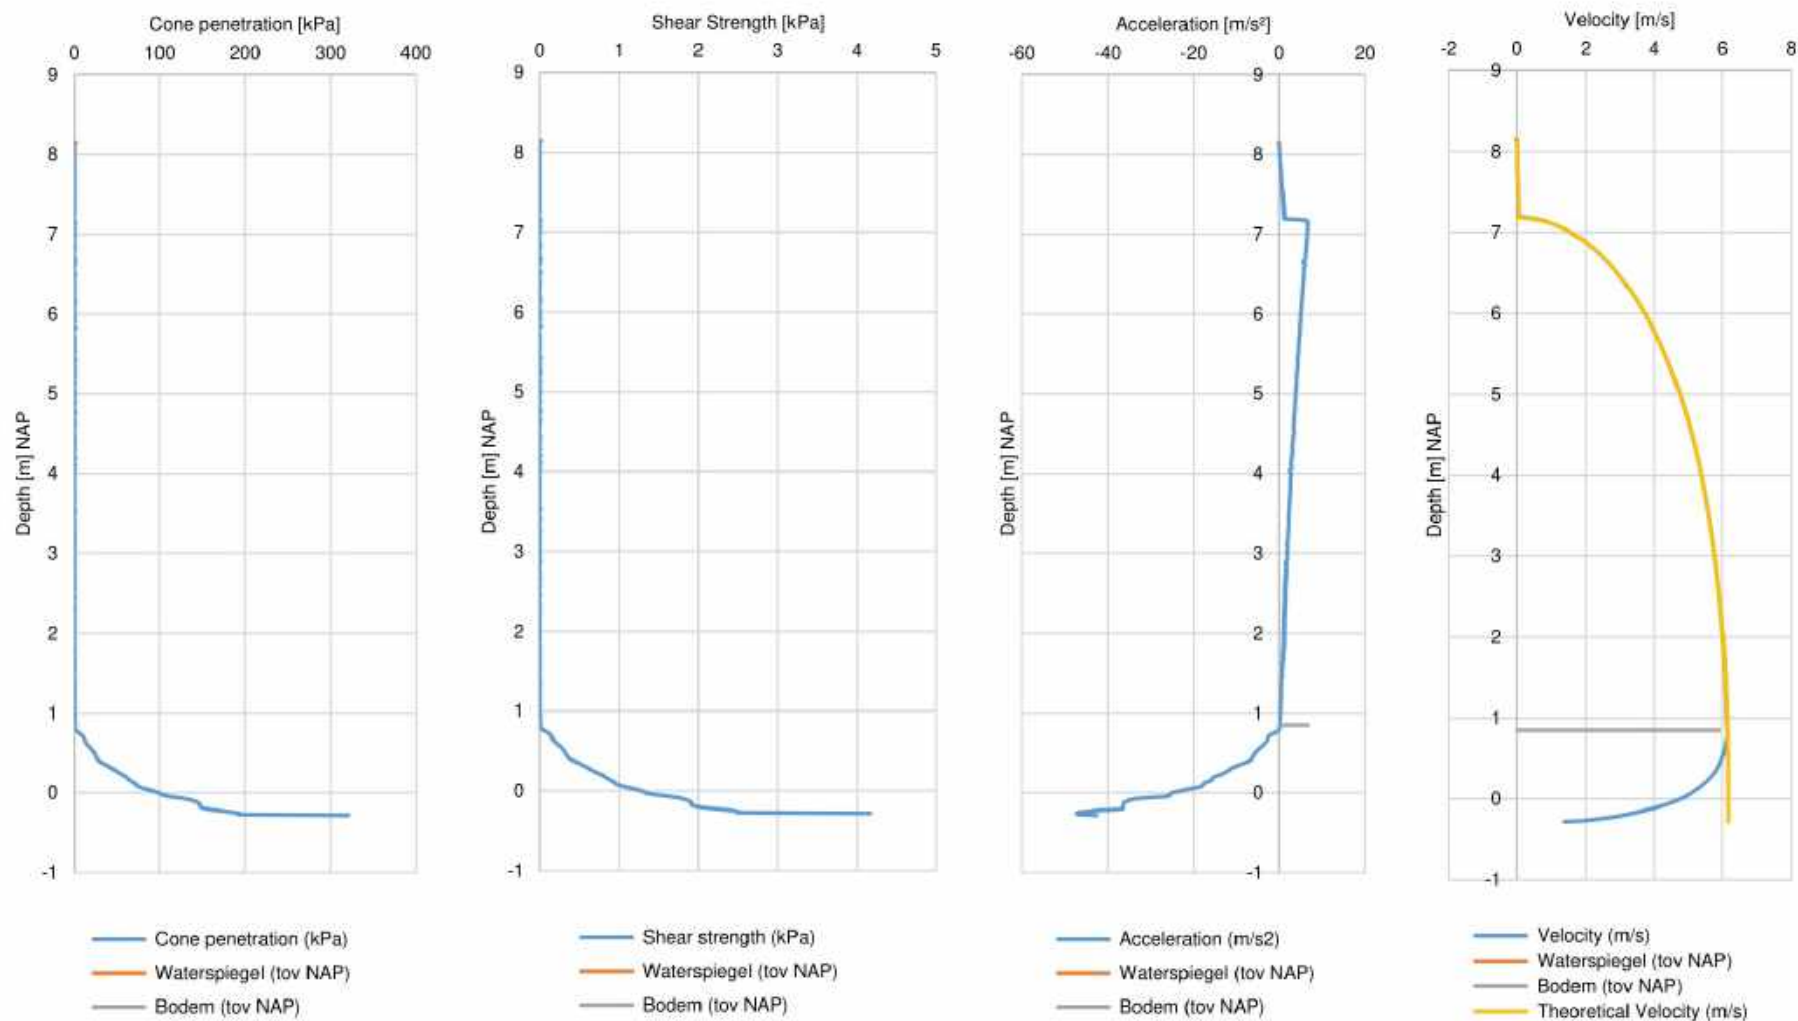 Cone penetration [kPa]
0 100 200 300 400
9
8
7
6
5
4
3
2
1
0
-1
Depth [m] NAP
Cone penetration (kPa)
Waterspiegel (tov NAP)
Bodem (tov NAP)
Shear Strength [kPa]
0 1 2 3 4 5
9
8
7
6
5
4
3
2
1
0
-1
Depth [m] NAP
Shear strength (kPa)
Waterspiegel (tov NAP)
Bodem (tov NAP)
Acceleration [m/s²]
-60 -40 -20 0 20
9
8
7
6
5
4
3
2
1
0
-1
Depth [m] NAP
Acceleration (m/s2)
Waterspiegel (tov NAP)
Bodem (tov NAP)
Velocity [m/s]
-2 0 2 4 6 8
9
8
7
6
5
4
3
2
1
0
-1
Depth [m] NAP
Velocity (m/s)
Waterspiegel (tov NAP)
Bodem (tov NAP)
Theoretical Velocity (m/s)